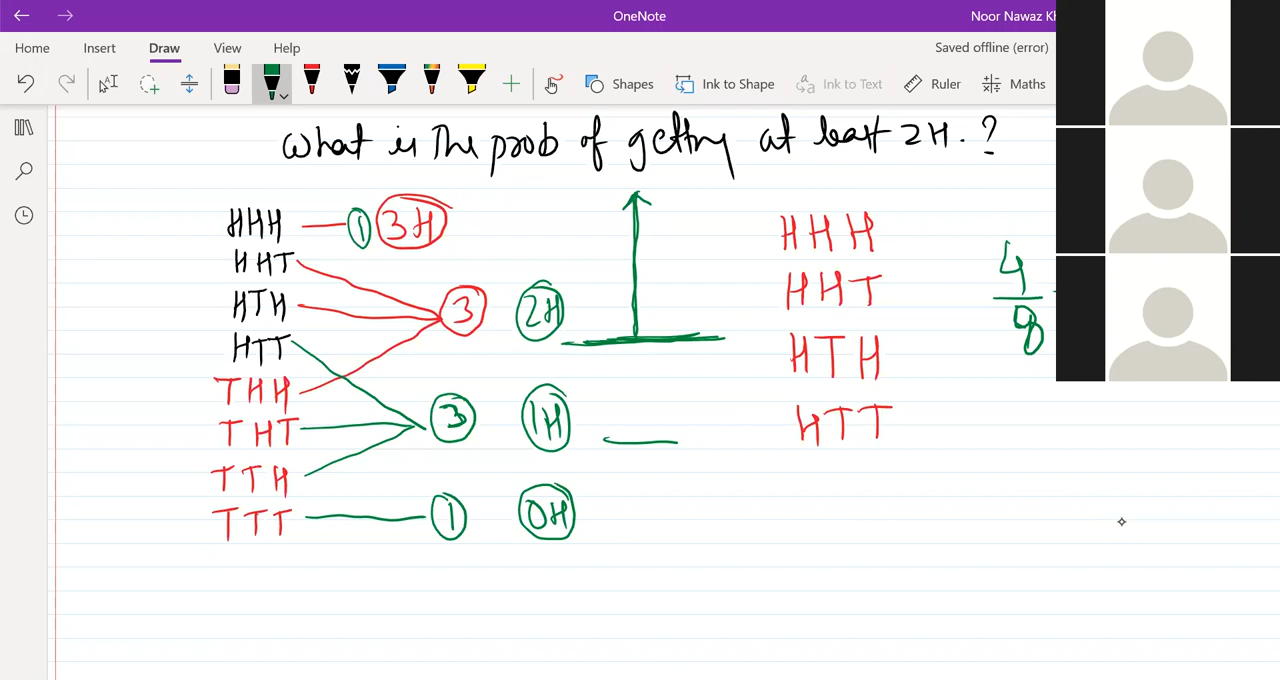 OneNote
Noor Nawaz Kh
Home Insert Draw View Help
Saved offline (error)
Shapes Ink to Shape Ink to Text Ruler Maths
What is the prob of getting at least 2H.?
HHH 1 3H
HHT
HTH 3 2H
HTT
THH
THT 3 1H
TTH
TTT 1 0H
HHH
HHT
HTH
HTT
4
8